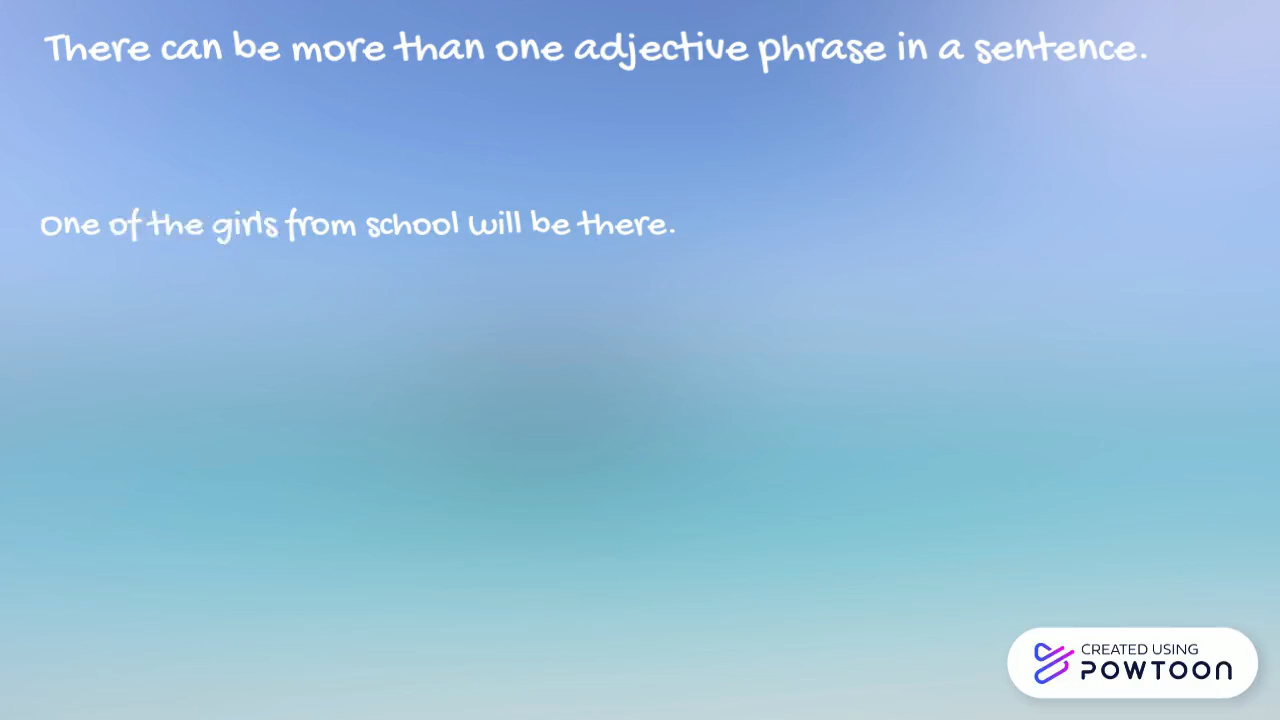 There can be more than one adjective phrase in a sentence.
One of the girls from school will be there.
CREATED USING
POWTOON